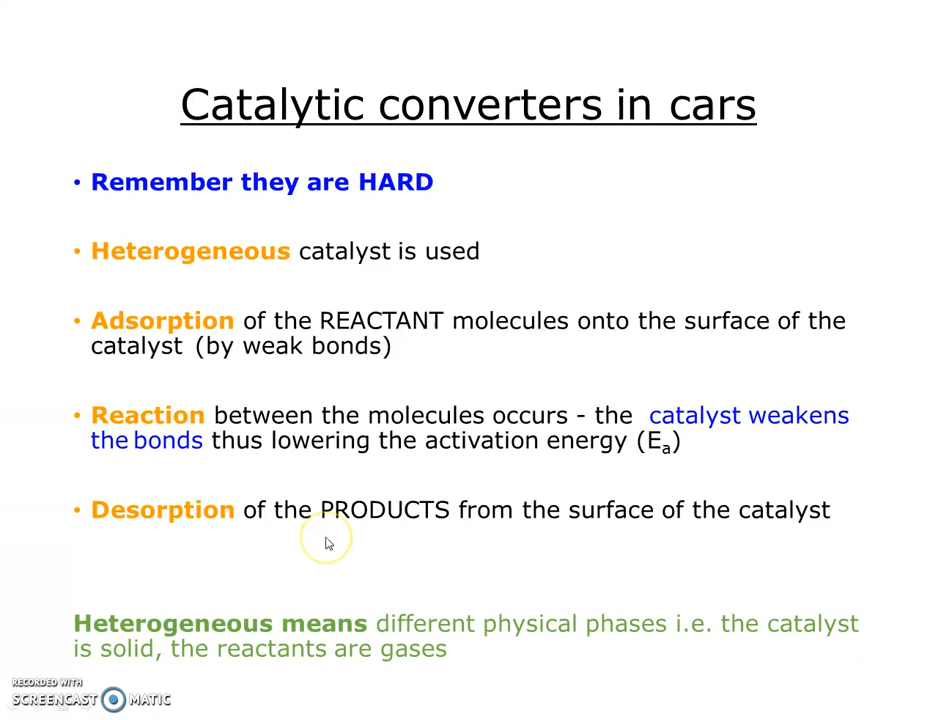 Catalytic converters in cars
• Remember they are HARD
• Heterogeneous catalyst is used
• Adsorption of the REACTANT molecules onto the surface of the
catalyst (by weak bonds)
• Reaction between the molecules occurs - the catalyst weakens
the bonds thus lowering the activation energy (Ea)
• Desorption of the PRODUCTS from the surface of the catalyst
Heterogeneous means different physical phases i.e. the catalyst
is solid, the reactants are gases
RECORDED WITH
SCREENCAST MATIC